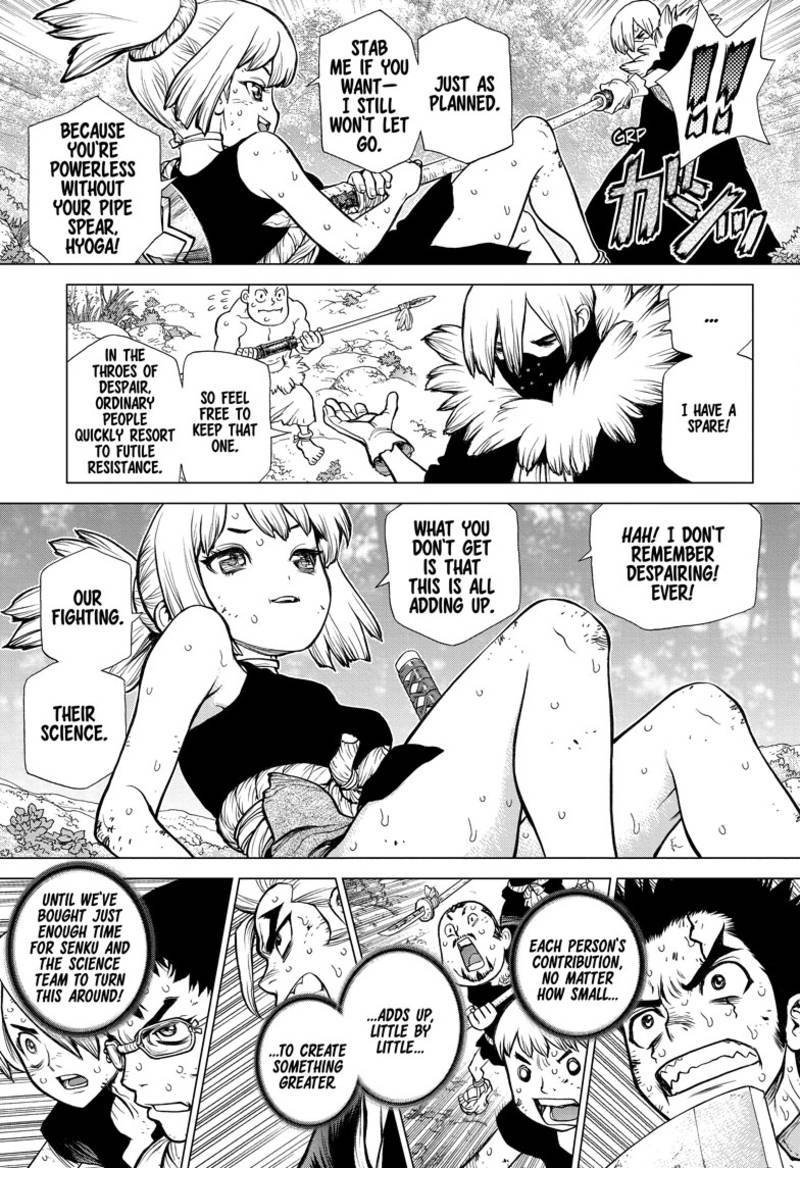 !!
JUST AS
PLANNED.
STAB
ME IF YOU
WANT—
I STILL
WON'T LET
GO.
GRP
ガシッ
BECAUSE
YOU'RE
POWERLESS
WITHOUT
YOUR PIPE
SPEAR,
HYOGA!
...
I HAVE A
SPARE!
SO FEEL
FREE TO
KEEP THAT
ONE.
IN THE
THROES OF
DESPAIR,
ORDINARY
PEOPLE
QUICKLY RESORT
TO FUTILE
RESISTANCE.
HAH! I DON'T
REMEMBER
DESPAIRING!
EVER!
WHAT YOU
DON'T GET
IS THAT
THIS IS ALL
ADDING UP.
OUR
FIGHTING.
THEIR
SCIENCE.
EACH PERSON'S
CONTRIBUTION,
NO MATTER
HOW SMALL...
...ADDS UP,
LITTLE BY
LITTLE...
...TO CREATE
SOMETHING
GREATER.
UNTIL WE'VE
BOUGHT JUST
ENOUGH TIME
FOR SENKU AND
THE SCIENCE
TEAM TO TURN
THIS AROUND!